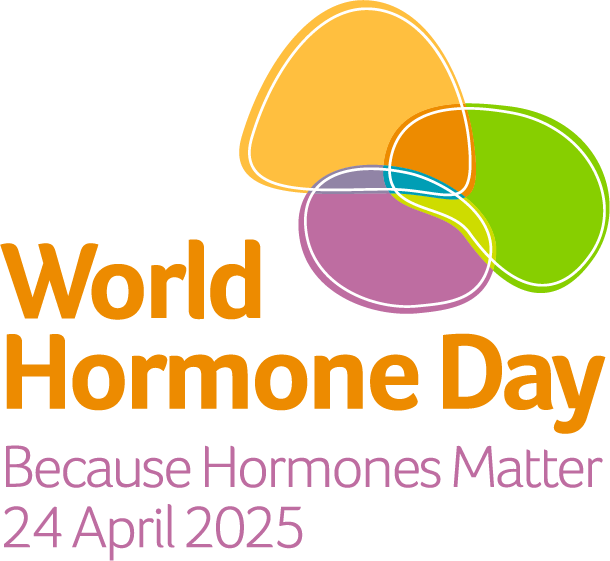 World
Hormone Day
Because Hormones Matter
24 April 2025